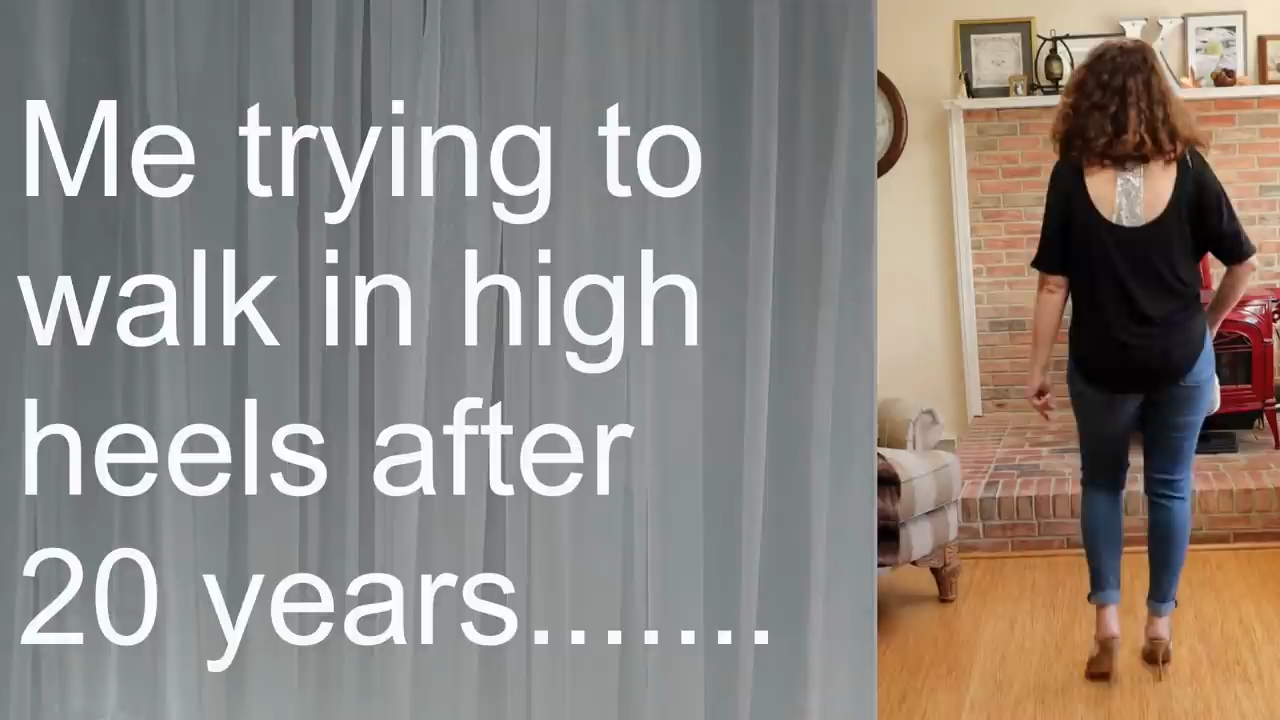 Me trying to
walk in high
heels after
20 years.......
K